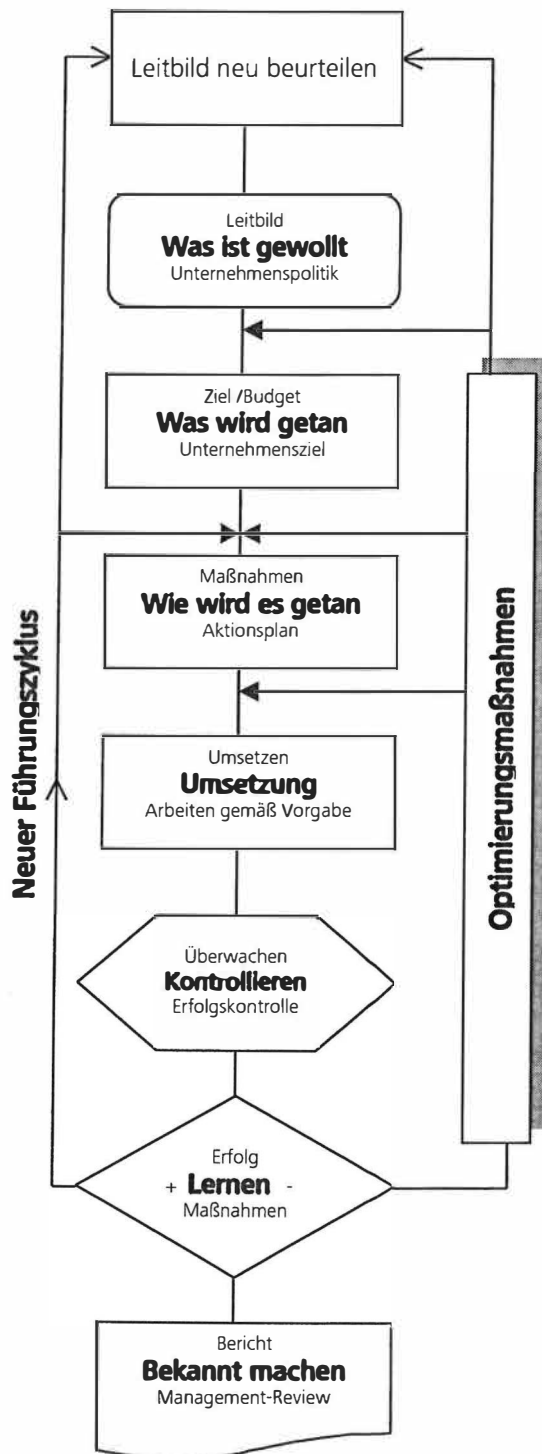 Leitbild neu beurteilen
Leitbild
Was ist gewollt
Unternehmenspolitik
Ziel /Budget
Was wird getan
Unternehmensziel
Maßnahmen
Wie wird es getan
Aktionsplan
Umsetzen
Umsetzung
Arbeiten gemäß Vorgabe
Überwachen
Kontrollieren
Erfolgskontrolle
Erfolg
+ Lernen -
Maßnahmen
Bericht
Bekannt machen
Management-Review
Neuer Führungszyklus
Optimierungsmaßnahmen